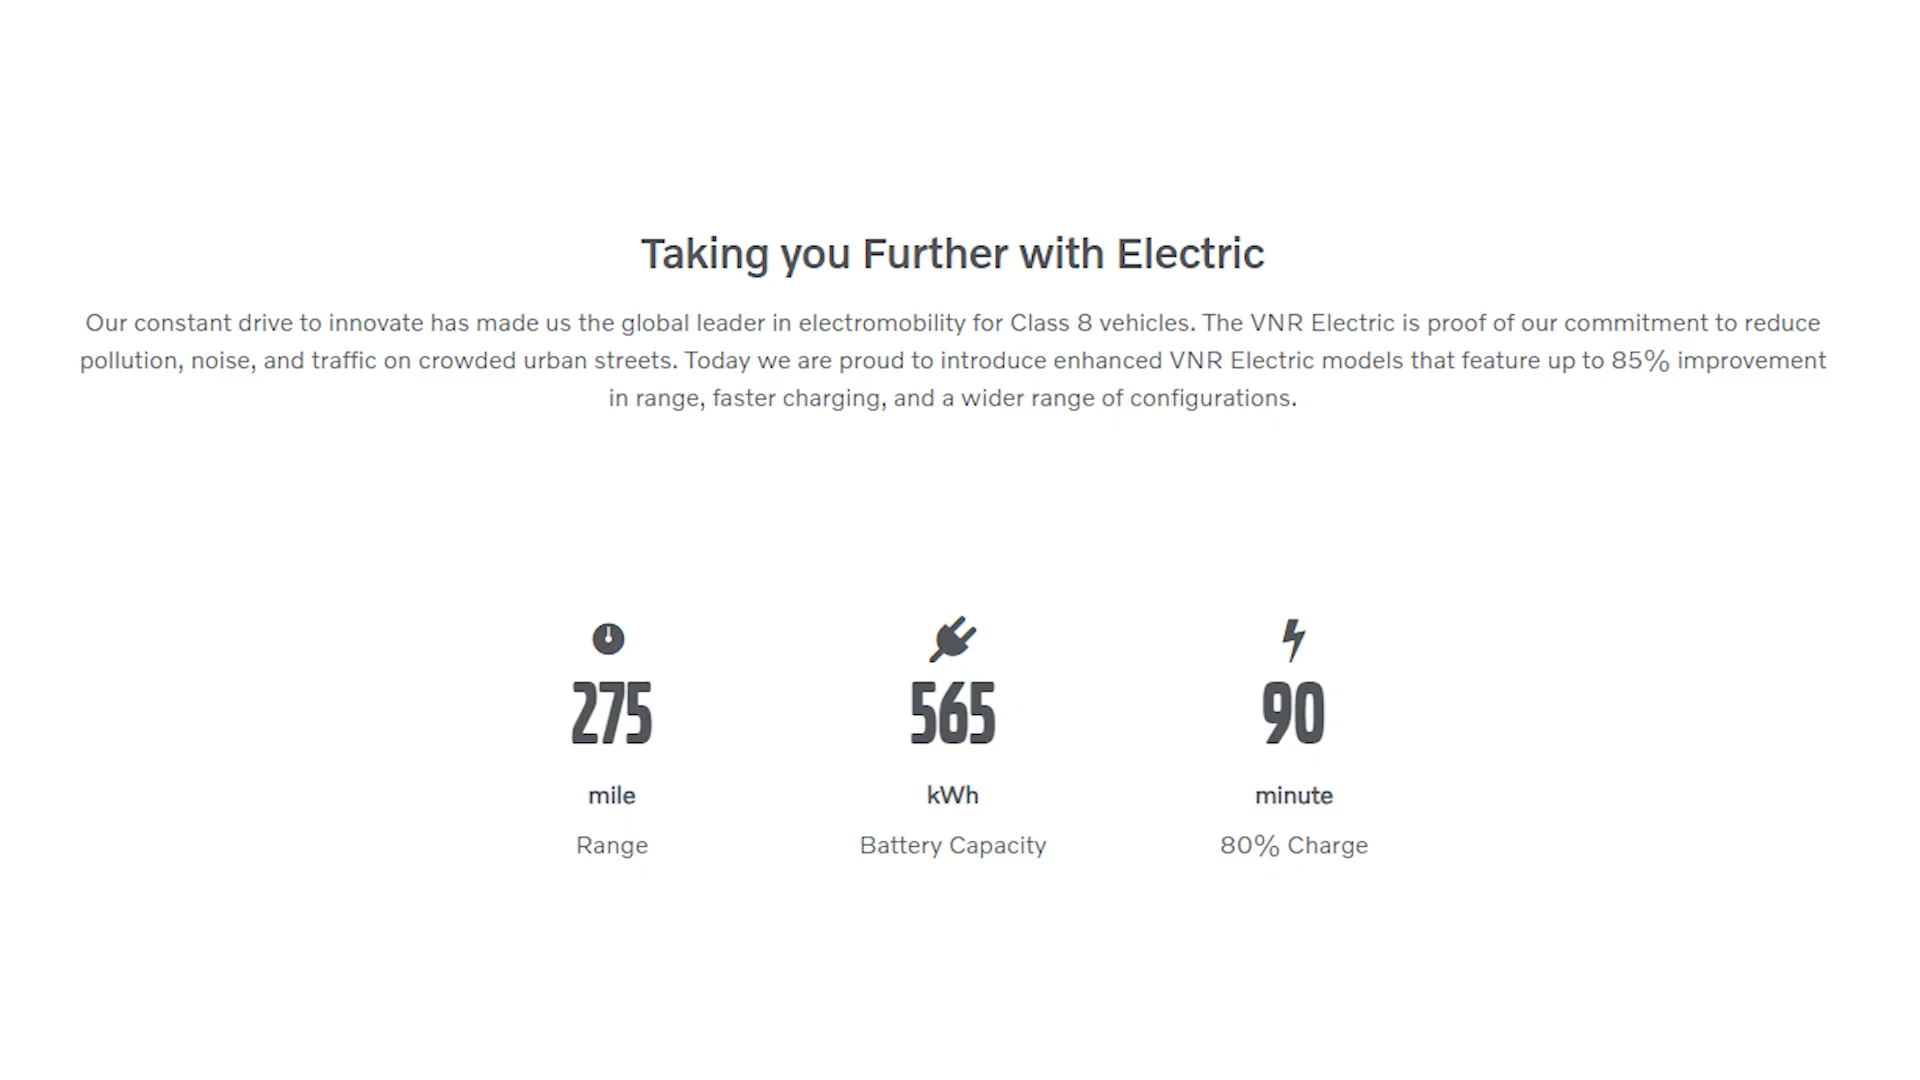 Taking you Further with Electric
Our constant drive to innovate has made us the global leader in electromobility for Class 8 vehicles. The VNR Electric is proof of our commitment to reduce
pollution, noise, and traffic on crowded urban streets. Today we are proud to introduce enhanced VNR Electric models that feature up to 85% improvement
in range, faster charging, and a wider range of configurations.
275
mile
Range
565
kWh
Battery Capacity
90
minute
80% Charge